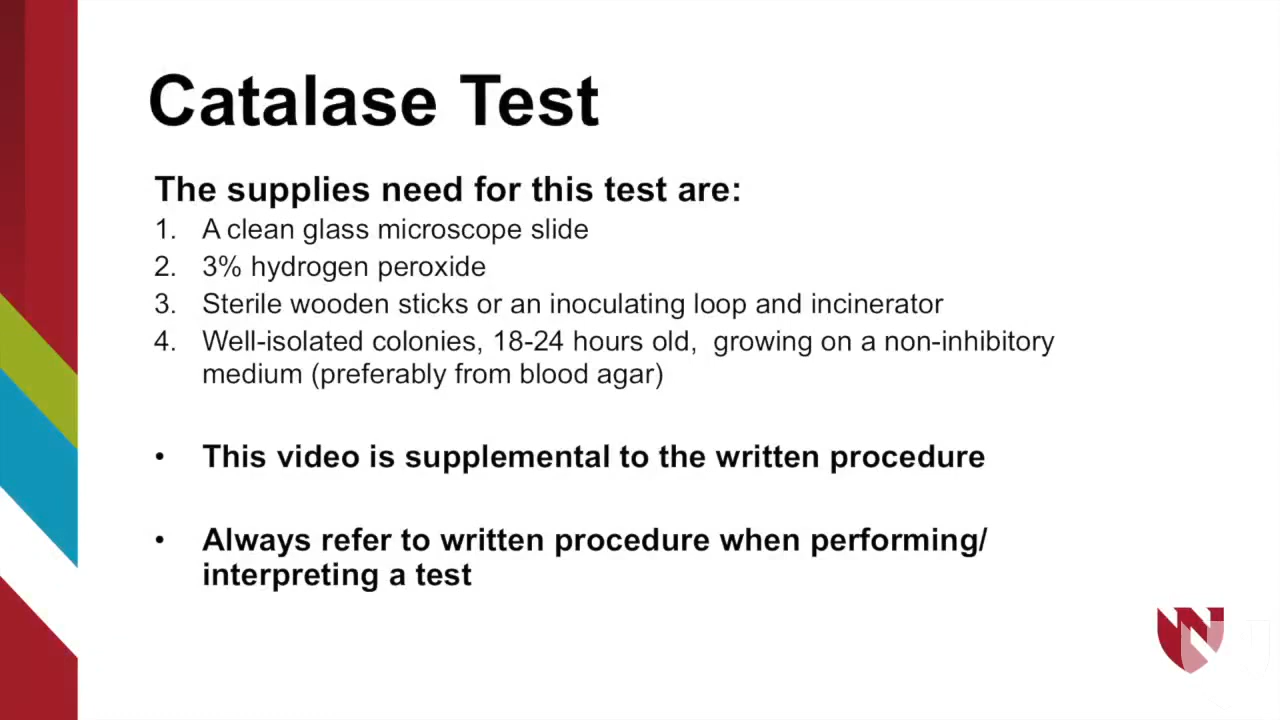 Catalase Test
The supplies need for this test are:
1. A clean glass microscope slide
2. 3% hydrogen peroxide
3. Sterile wooden sticks or an inoculating loop and incinerator
4. Well-isolated colonies, 18-24 hours old,  growing on a non-inhibitory
medium (preferably from blood agar)
• This video is supplemental to the written procedure
• Always refer to written procedure when performing/
interpreting a test